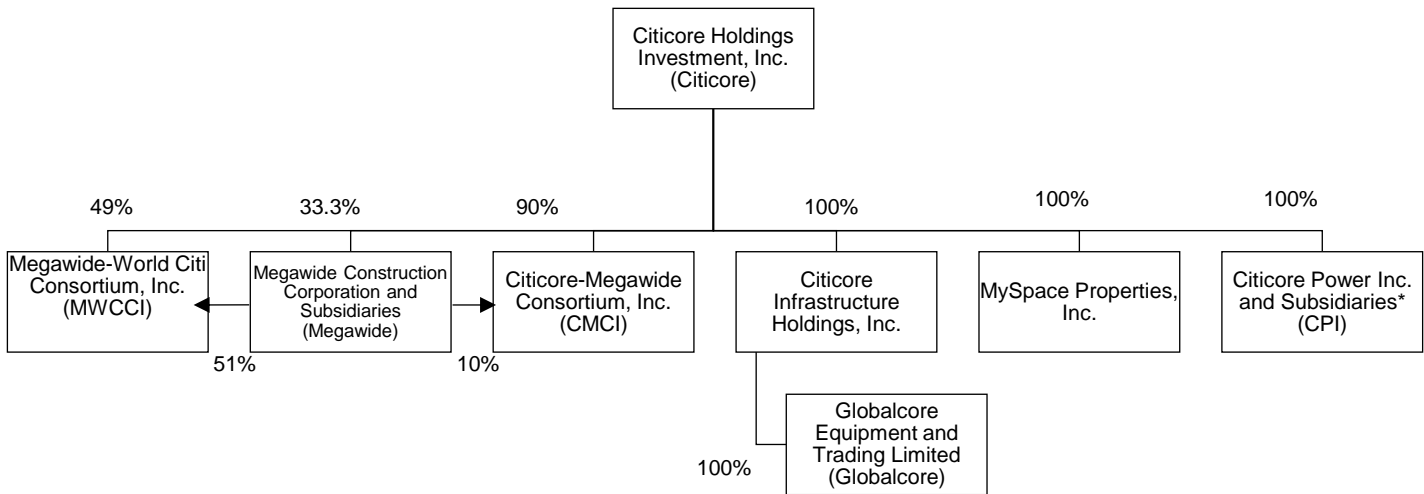 Citicore Holdings
Investment, Inc.
(Citicore)
49%
33.3%
90%
100%
100%
100%
Megawide-World Citi
Consortium, Inc.
(MWCCI)
Megawide Construction
Corporation and
Subsidiaries
(Megawide)
Citicore-Megawide
Consortium, Inc.
(CMCI)
Citicore
Infrastructure
Holdings, Inc.
MySpace Properties,
Inc.
Citicore Power Inc.
and Subsidiaries*
(CPI)
51%
10%
Globalcore
Equipment and
Trading Limited
(Globalcore)
100%